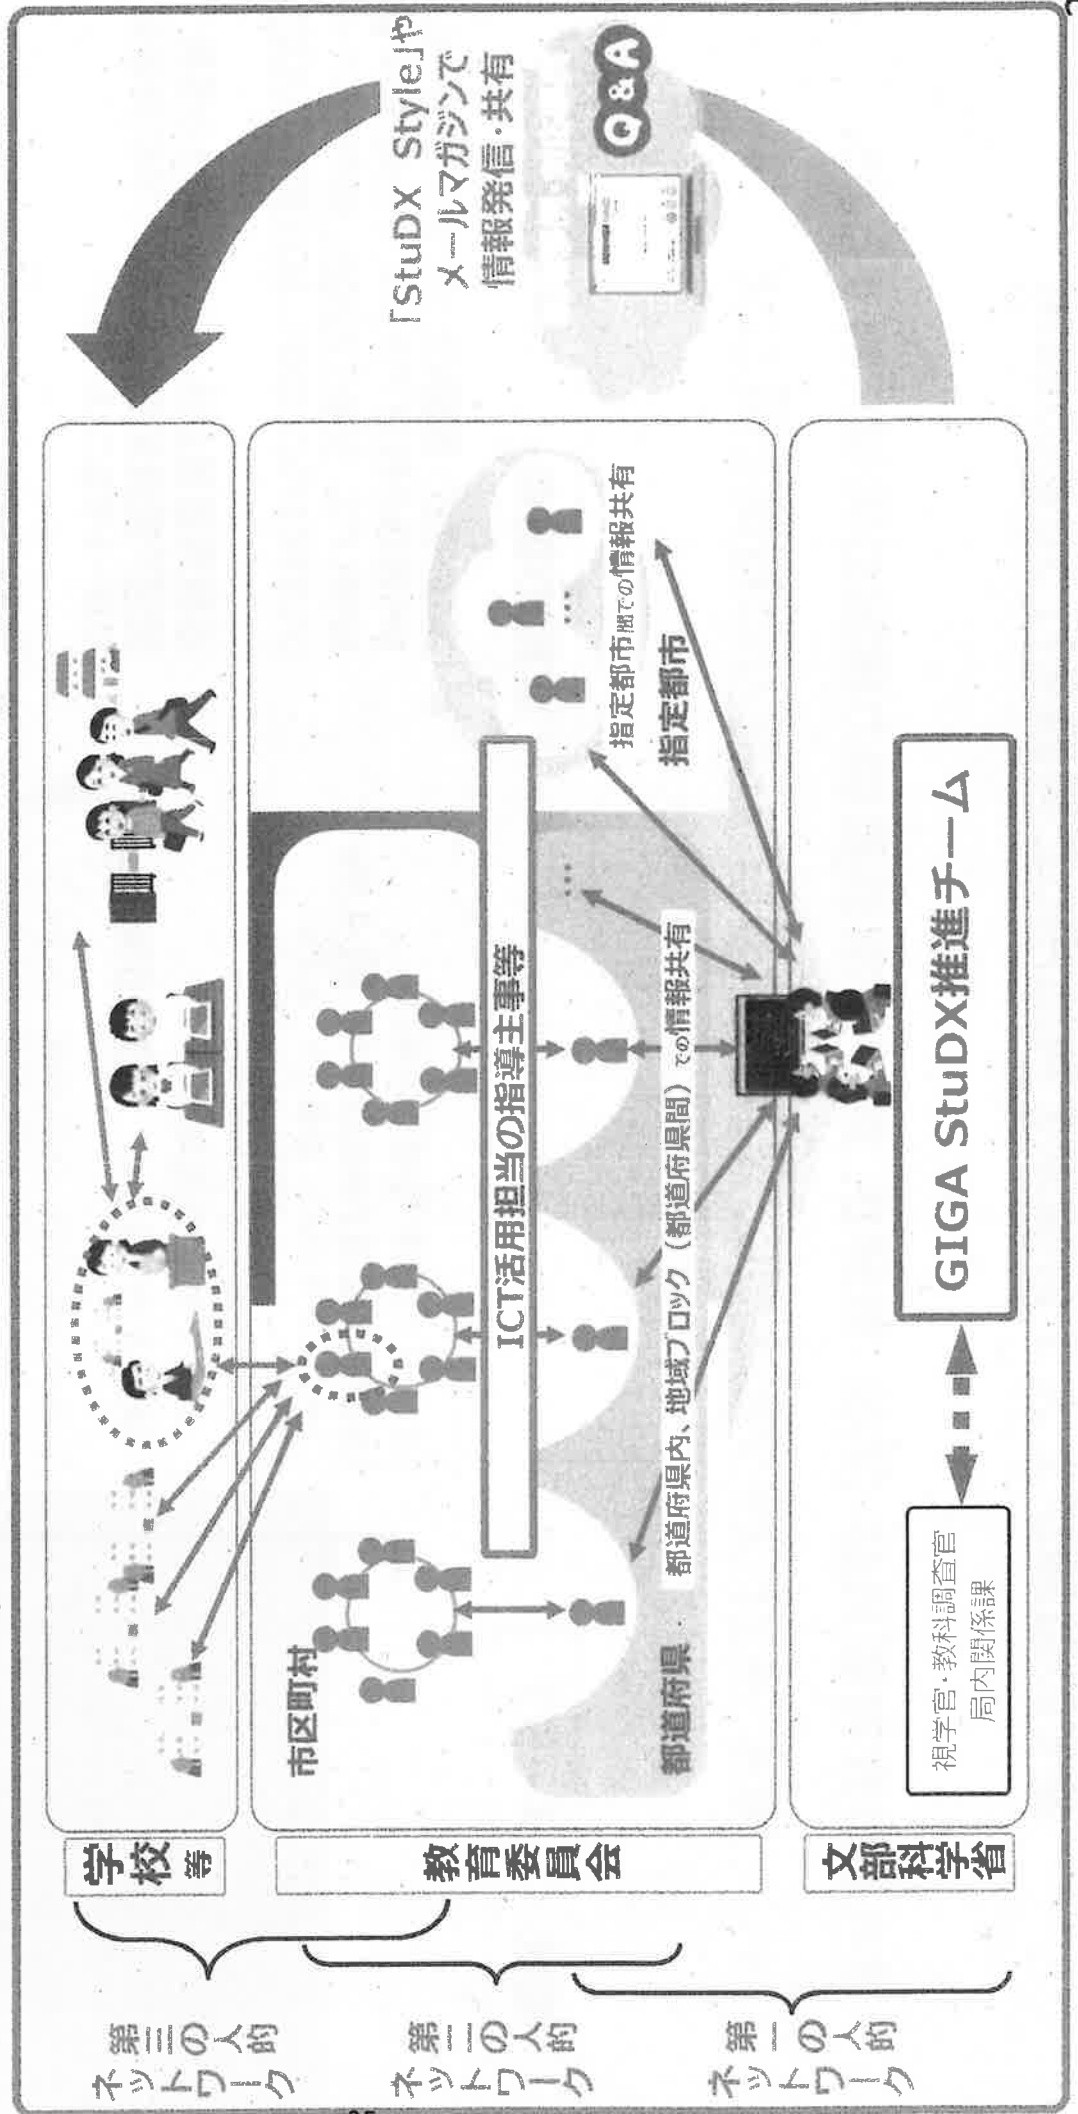 第三の人的
ネットワーク
第二の人的
ネットワーク
第一の人的
ネットワーク
学校等
教育委員会
文部科学省
市区町村
ICT活用担当の指導主事等
都道府県
都道府県内、地域ブロック（都道府県間）での情報共有
指定都市間での情報共有
指定都市
視学官・教科調査官
局内関係課
GIGA StuDX推進チーム
「StuDX Style」や
メールマガジンで
情報発信・共有
Q&A